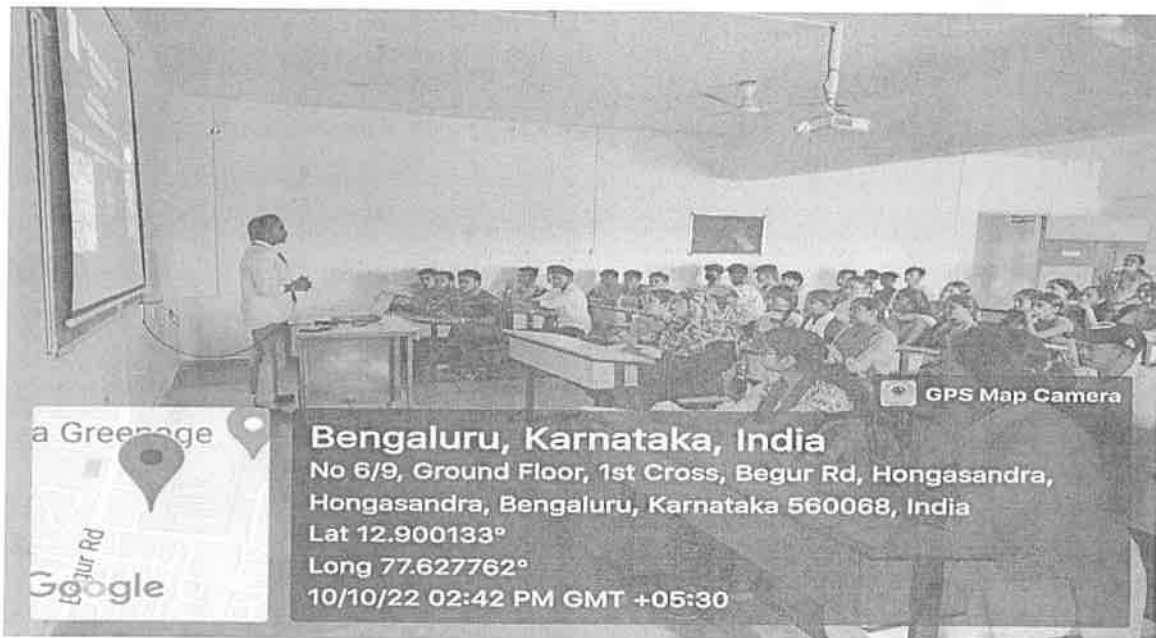 GPS Map Camera
a Greenage
Bengaluru, Karnataka, India
No 6/9, Ground Floor, 1st Cross, Begur Rd, Hongasandra,
Hongasandra, Bengaluru, Karnataka 560068, India
Lat 12.900133°
Long 77.627762°
10/10/22 02:42 PM GMT +05:30
Rd
Google